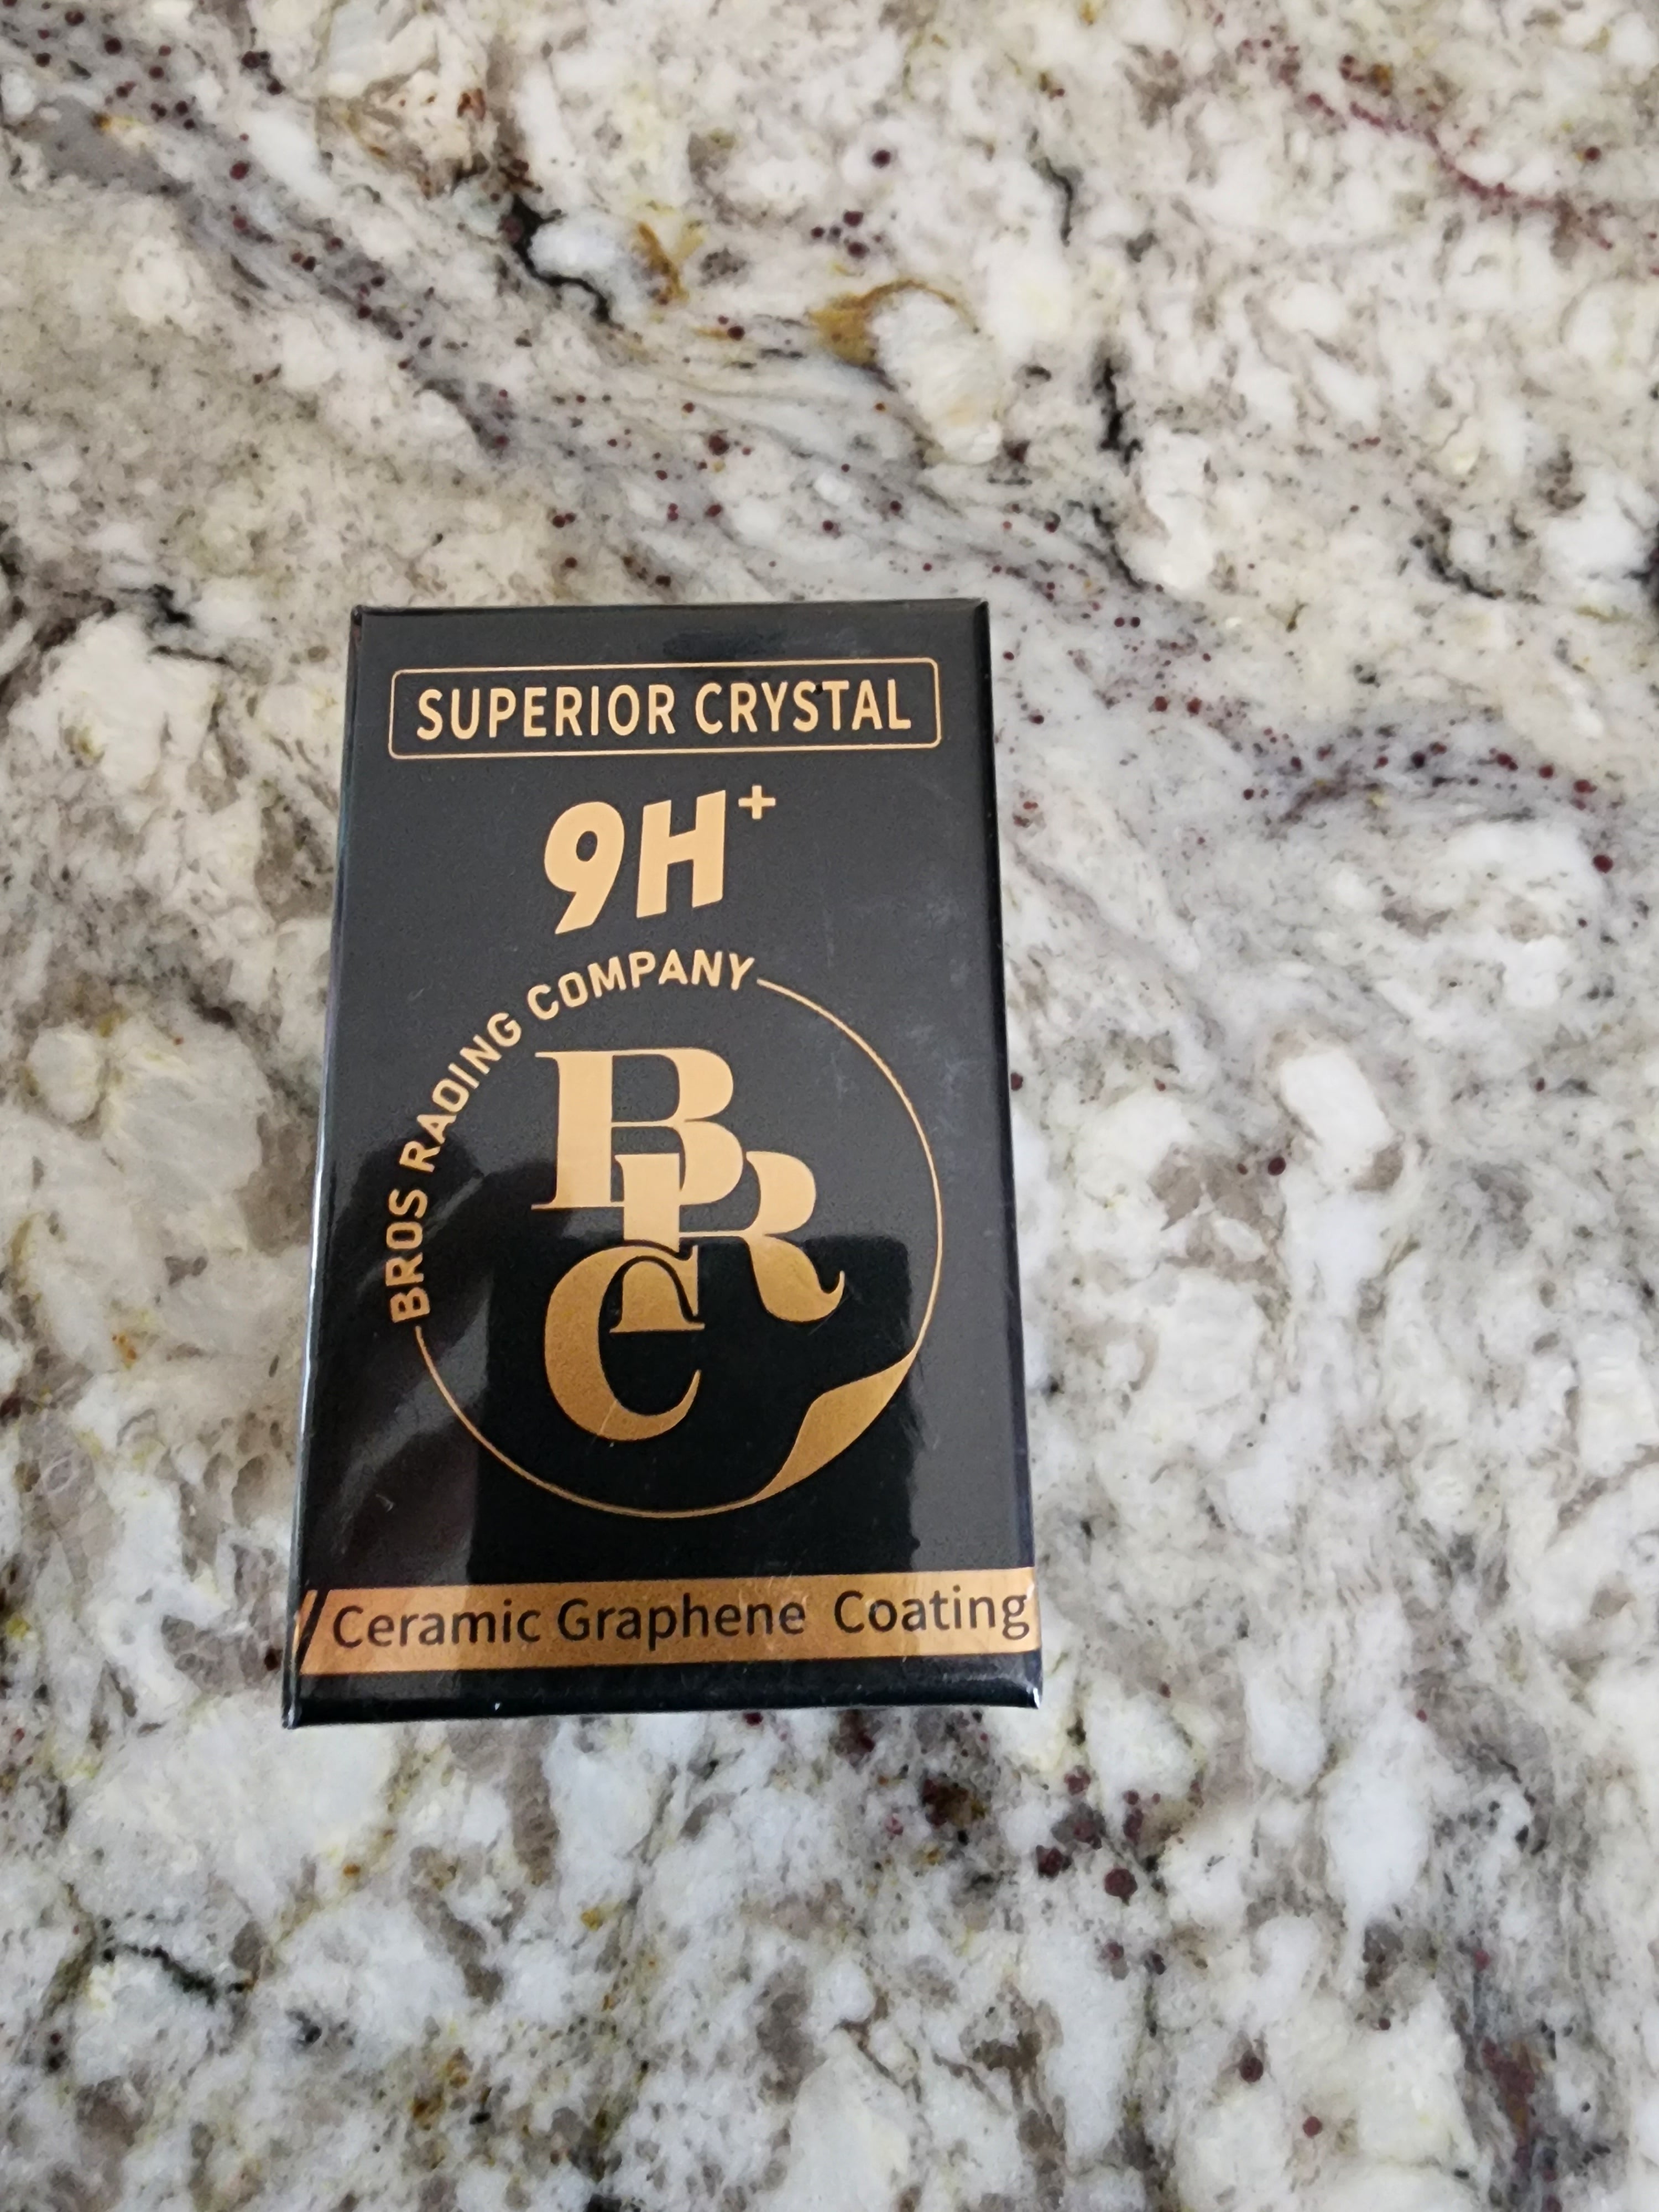 SUPERIOR CRYSTAL
9H+
BROS RADING COMPANY
BRC
Ceramic Graphene Coating